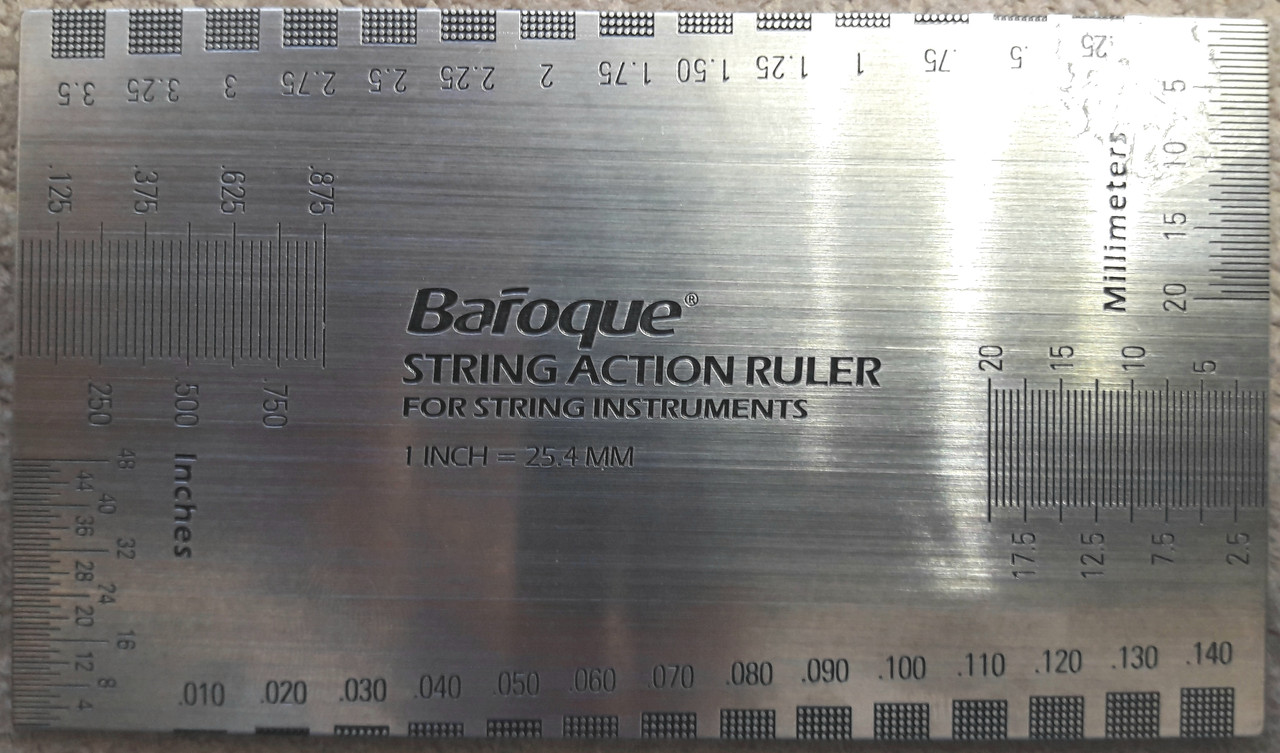 3.5 3.25 3 2.75 2.5 2.25 2 1.75 1.50 1.25 1 .75 .5 .25
.125 .375 .625 .875
250 .500 .750
Inches
48 44 40 36 32 28 24 20 16 12 8 4
Baroque®
STRING ACTION RULER
FOR STRING INSTRUMENTS
1 INCH = 25.4 MM
Millimeters
5 10 15 20
20 15 10 5
17.5 12.5 7.5 2.5
.010 .020 .030 .040 .050 .060 .070 .080 .090 .100 .110 .120 .130 .140